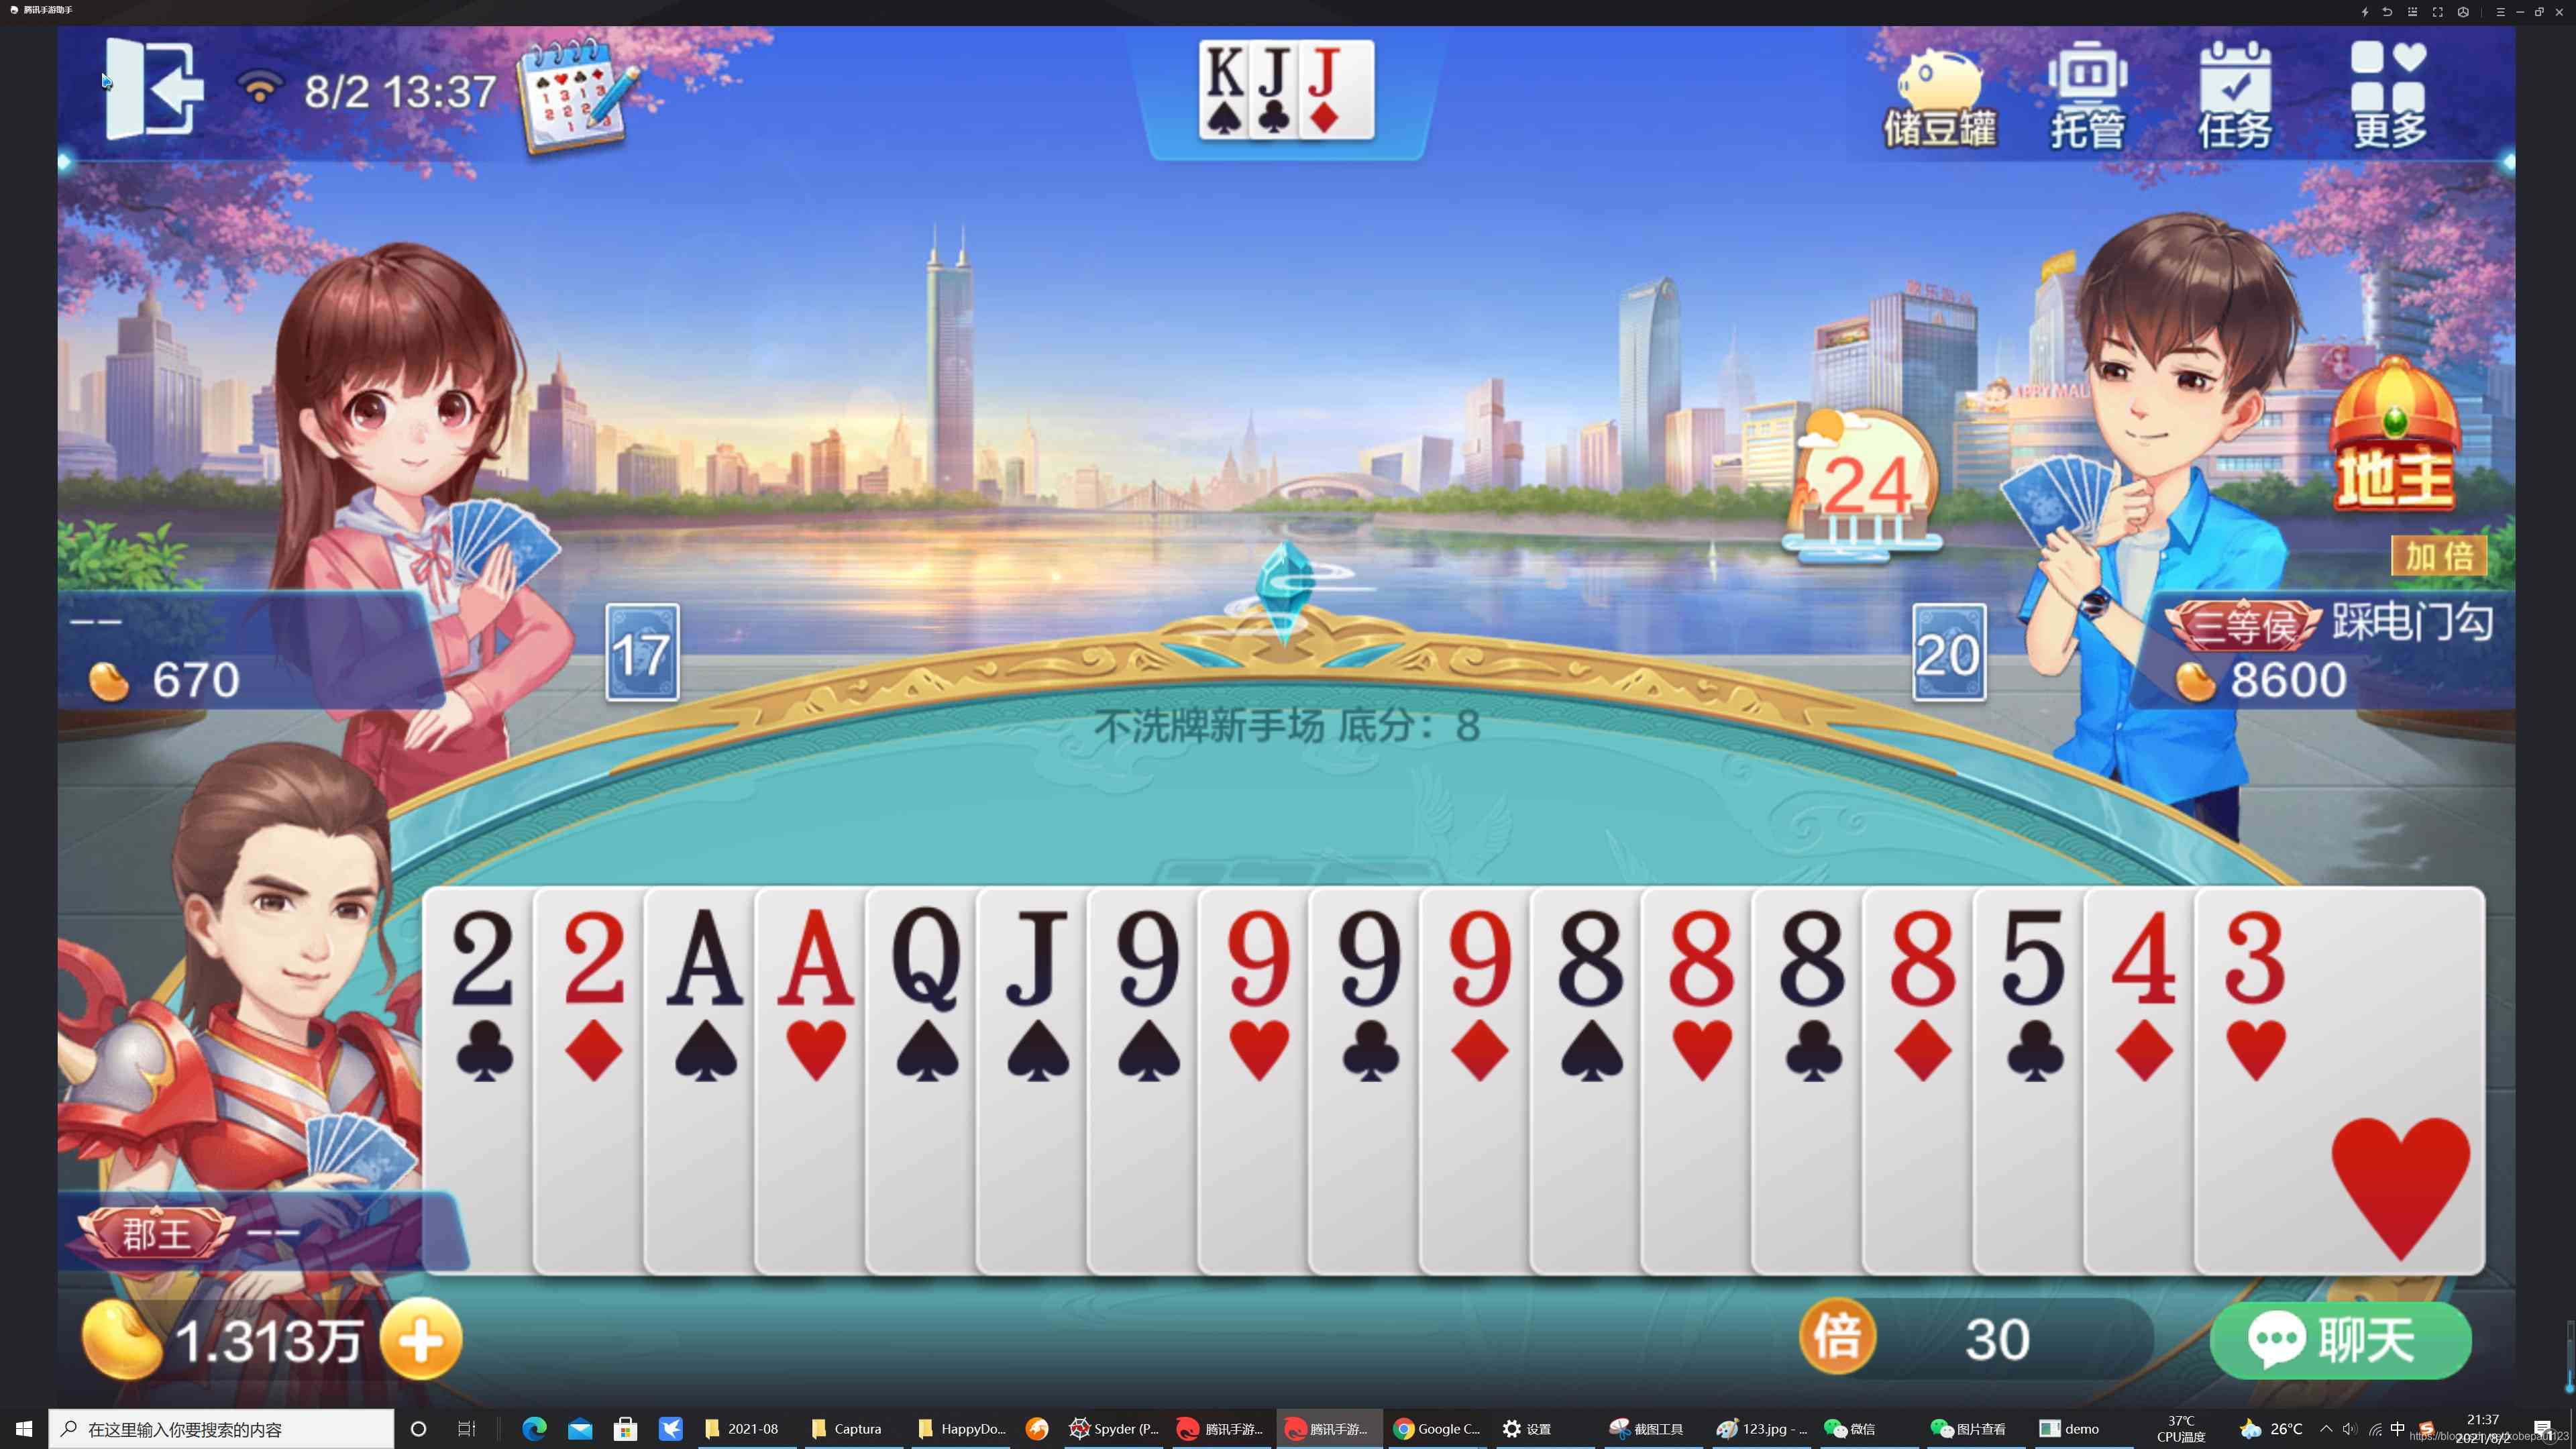 腾讯手游助手
8/2 13:37
K J J
储豆罐
托管
任务
更多
24
地主
加倍
--
670
17
20
三等侯 踩电门勾
8600
不洗牌新手场 底分：8
2 2 A A Q J 9 9 9 9 8 8 8 8 5 4 3
郡王 --
1.313万
倍 30
聊天
在这里输入你要搜索的内容
2021-08
Captura
HappyDo...
Spyder (P...
腾讯手游...
腾讯手游...
Google C...
设置
截图工具
123.jpg - ...
微信
图片查看
demo
37℃
CPU温度
26°C
中
21:37
2021/8/2